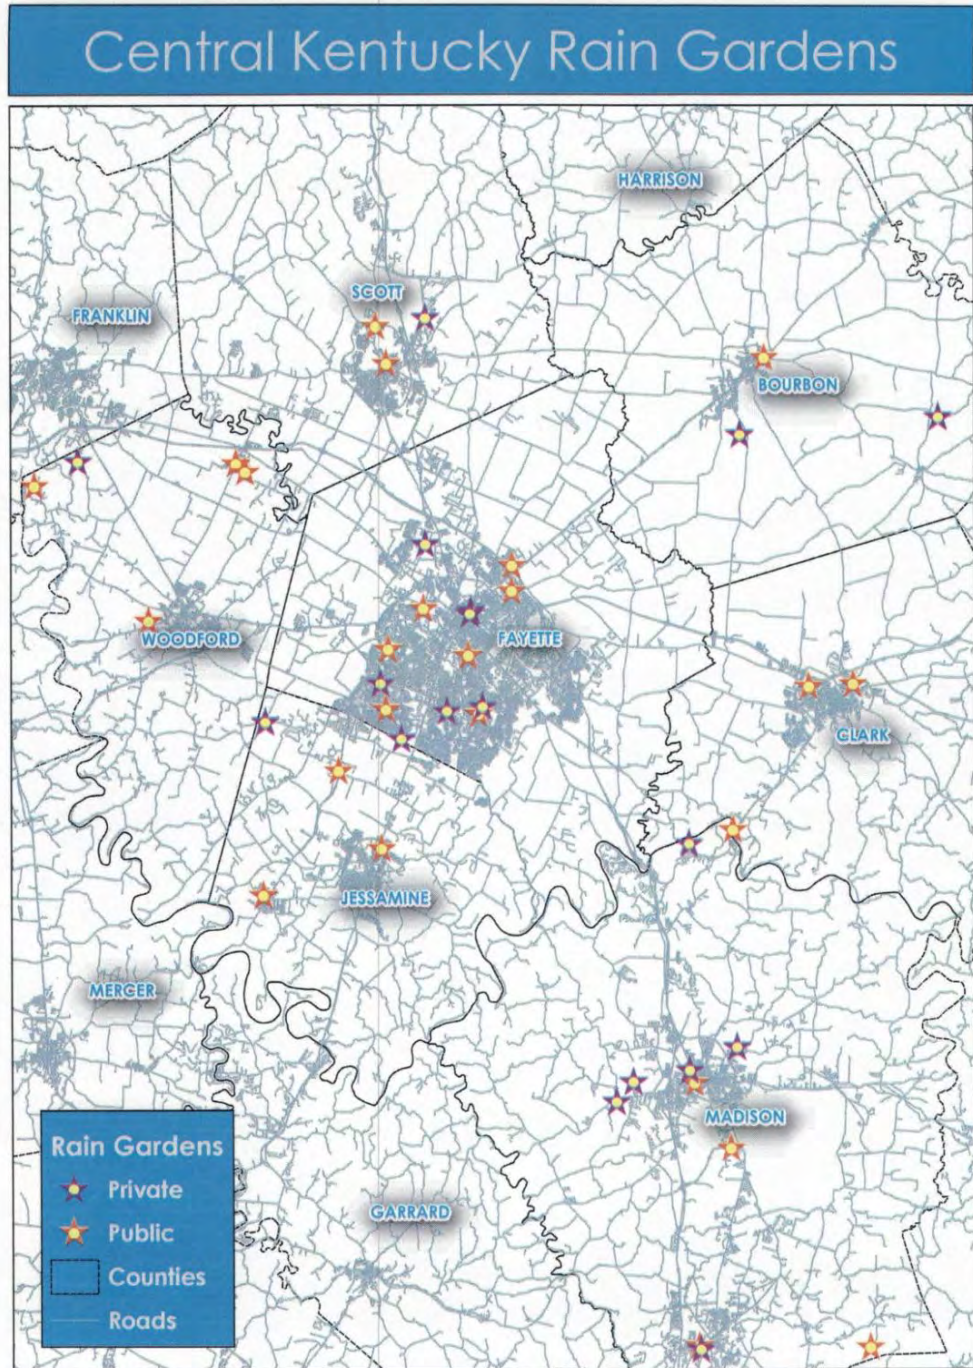 Central Kentucky Rain Gardens
HARRISON
SCOTT
FRANKLIN
BOURBON
WOODFORD
FAYETTE
CLARK
JESSAMINE
MERCER
MADISON
GARRARD
Rain Gardens
Private
Public
Counties
Roads